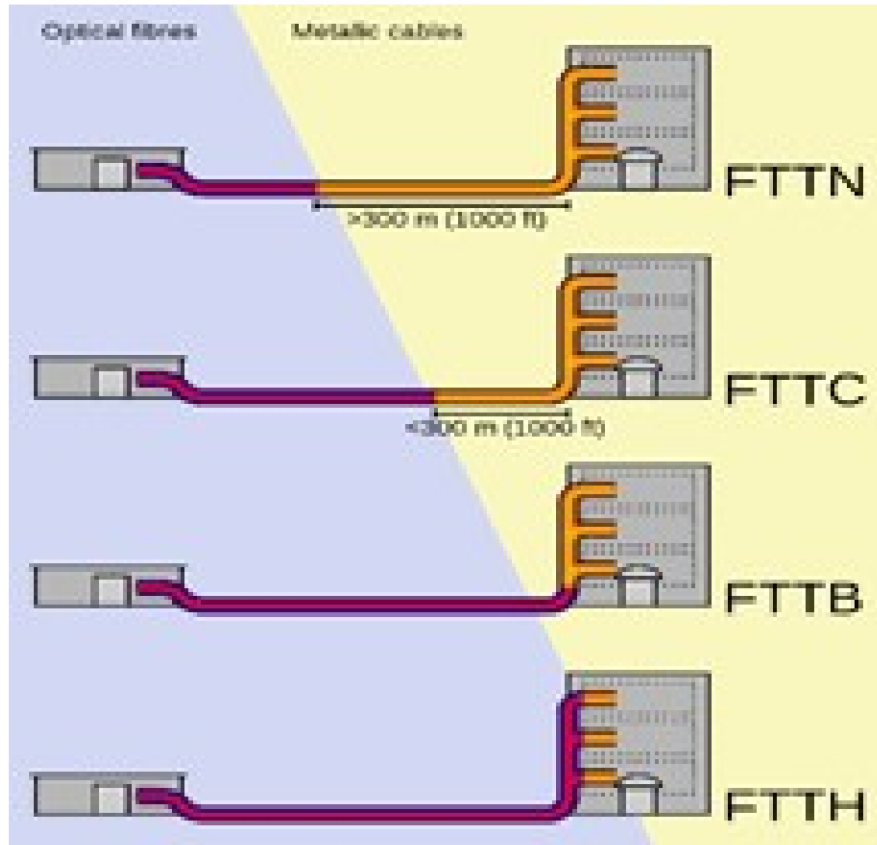 Optical fibres
Metallic cables
FTTN
>300 m (1000 ft)
FTTC
<300 m (1000 ft)
FTTB
FTTH